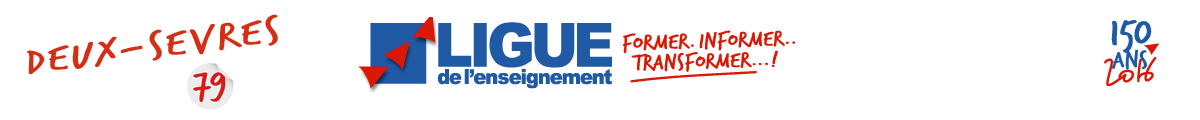 DEUX-SEVRES
79
LIGUE
de l'enseignement
FORMER. INFORMER..
TRANSFORMER...!
150
ANS
2016